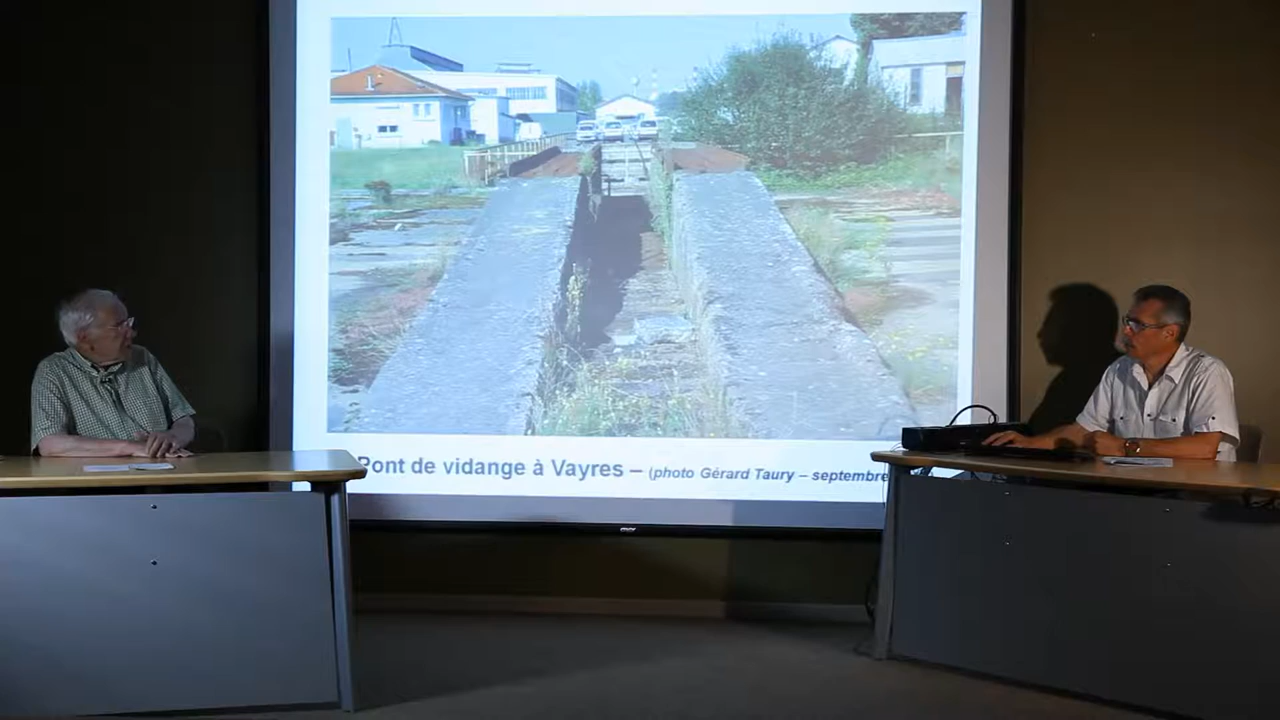 Pont de vidange à Vayres – (photo Gérard Taury – septembre